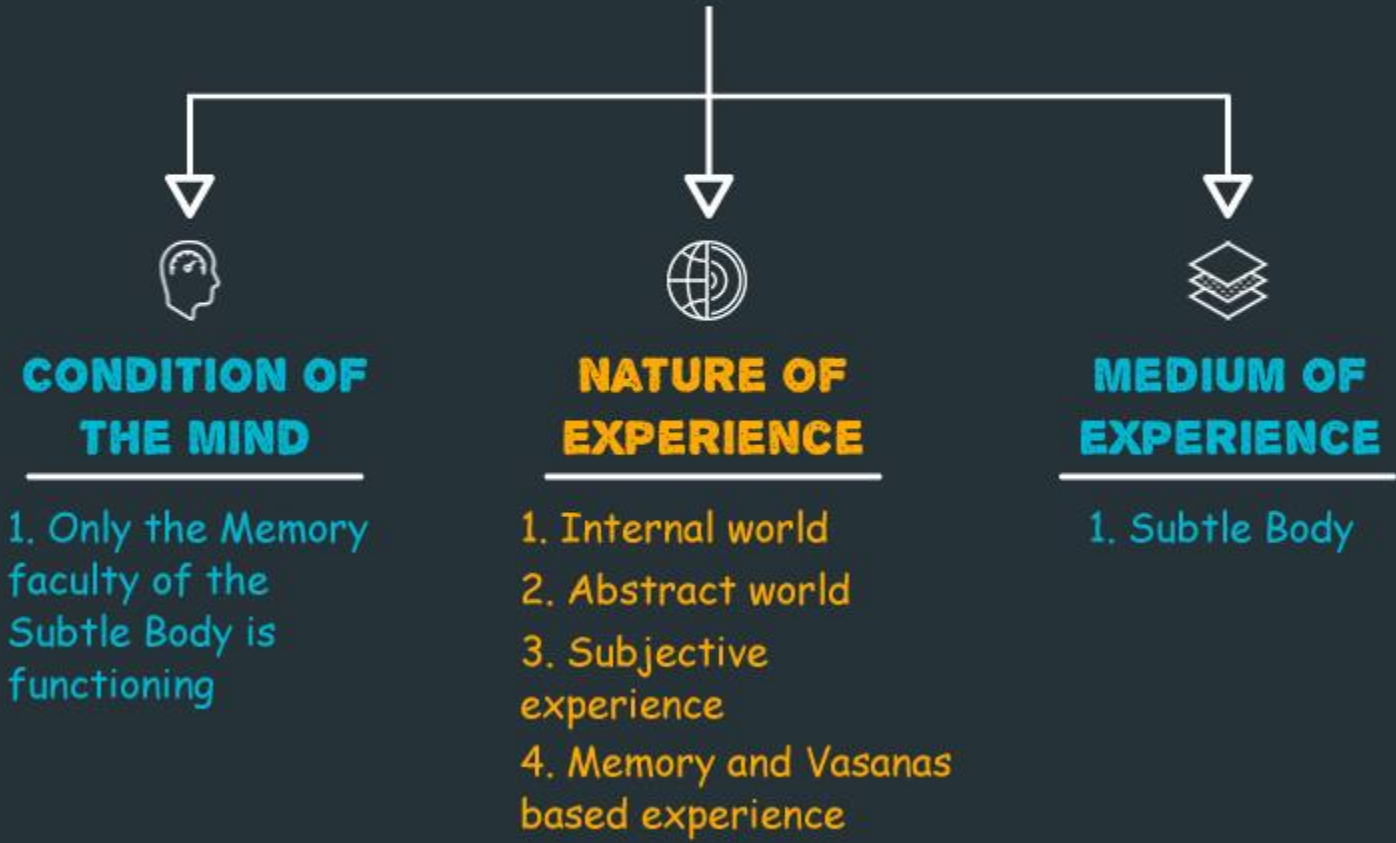 CONDITION OF
THE MIND
1. Only the Memory
faculty of the
Subtle Body is
functioning
NATURE OF
EXPERIENCE
1. Internal world
2. Abstract world
3. Subjective
experience
4. Memory and Vasanas
based experience
MEDIUM OF
EXPERIENCE
1. Subtle Body